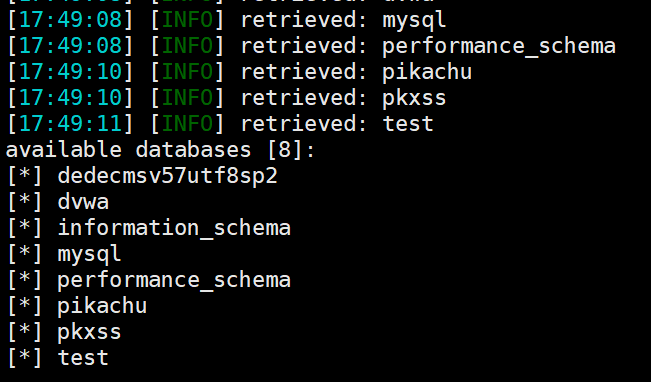 [17:49:08] [INFO] retrieved: mysql
[17:49:08] [INFO] retrieved: performance_schema
[17:49:10] [INFO] retrieved: pikachu
[17:49:10] [INFO] retrieved: pkxss
[17:49:11] [INFO] retrieved: test
available databases [8]:
[*] dedecmsv57utf8sp2
[*] dvwa
[*] information_schema
[*] mysql
[*] performance_schema
[*] pikachu
[*] pkxss
[*] test